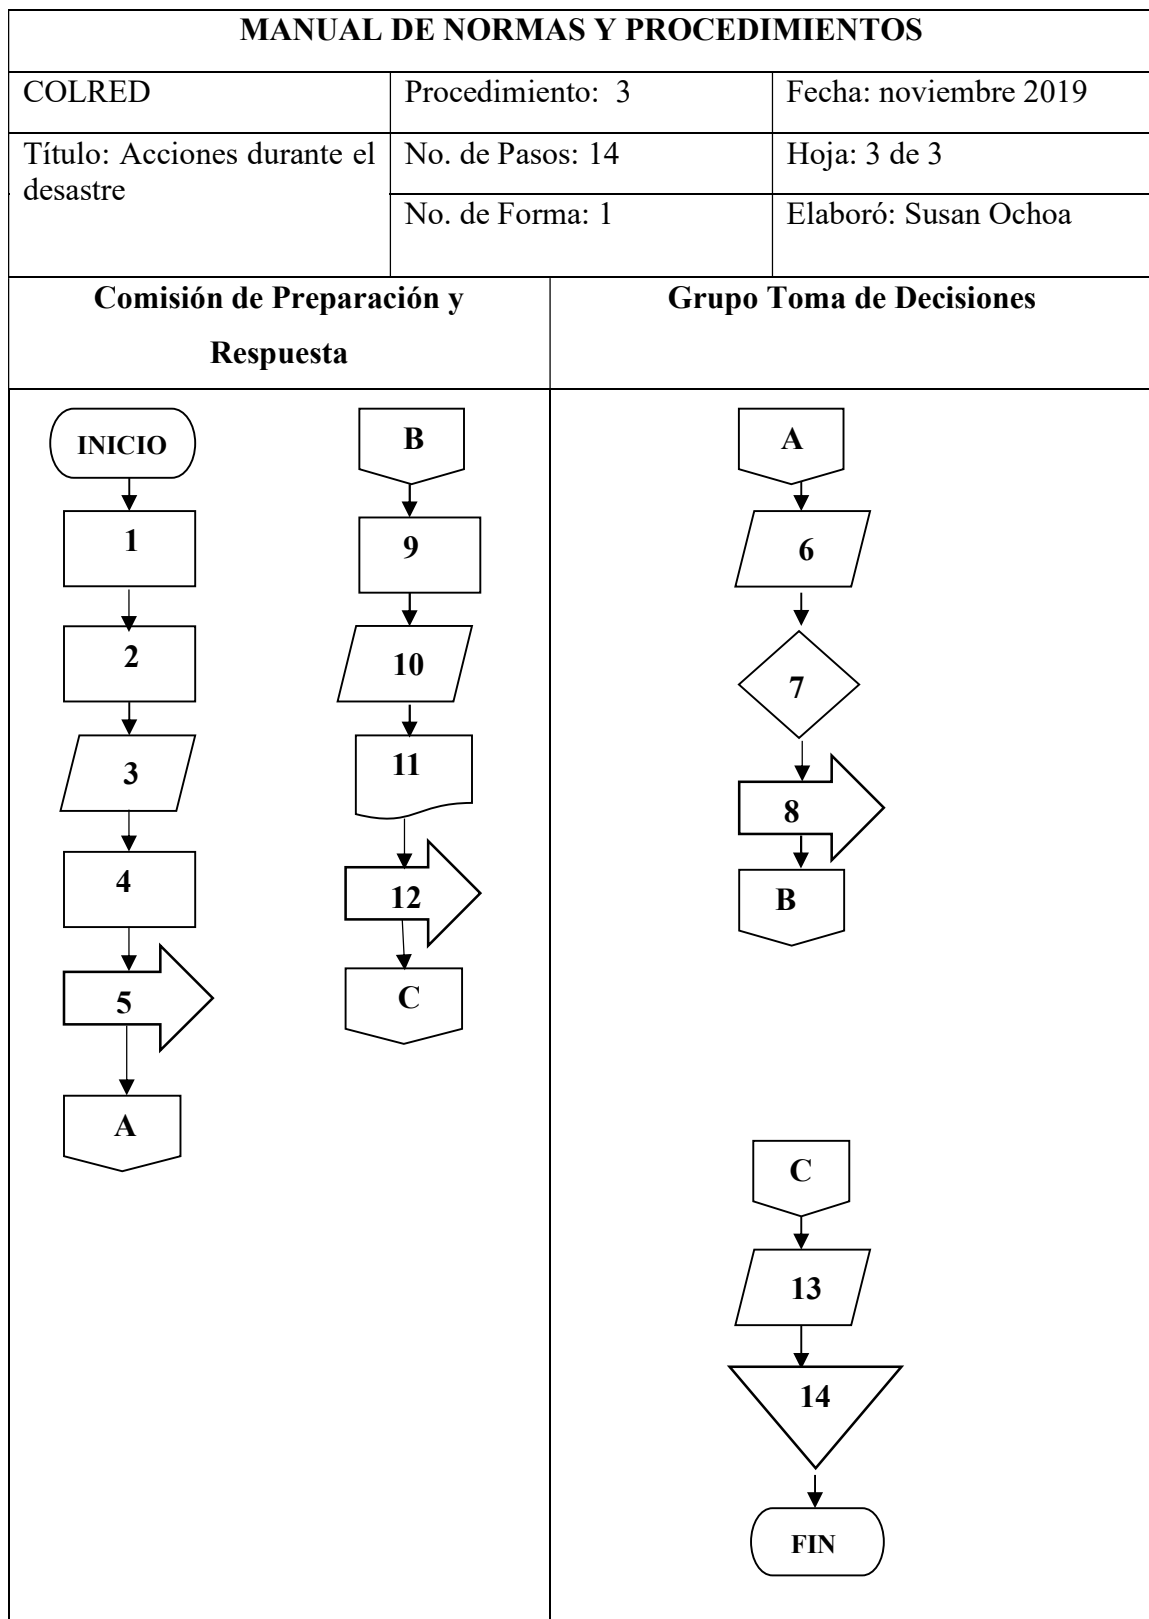 MANUAL DE NORMAS Y PROCEDIMIENTOS
COLRED
Procedimiento: 3
Fecha: noviembre 2019
Título: Acciones durante el
desastre
No. de Pasos: 14
Hoja: 3 de 3
No. de Forma: 1
Elaboró: Susan Ochoa
Comisión de Preparación y
Respuesta
Grupo Toma de Decisiones
INICIO
1
2
3
4
5
A
B
9
10
11
12
C
A
6
7
8
B
C
13
14
FIN